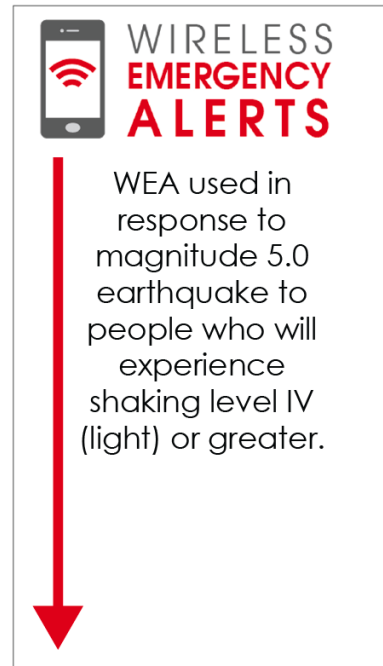 WIRELESS
EMERGENCY
ALERTS
WEA used in
response to
magnitude 5.0
earthquake to
people who will
experience
shaking level IV
(light) or greater.